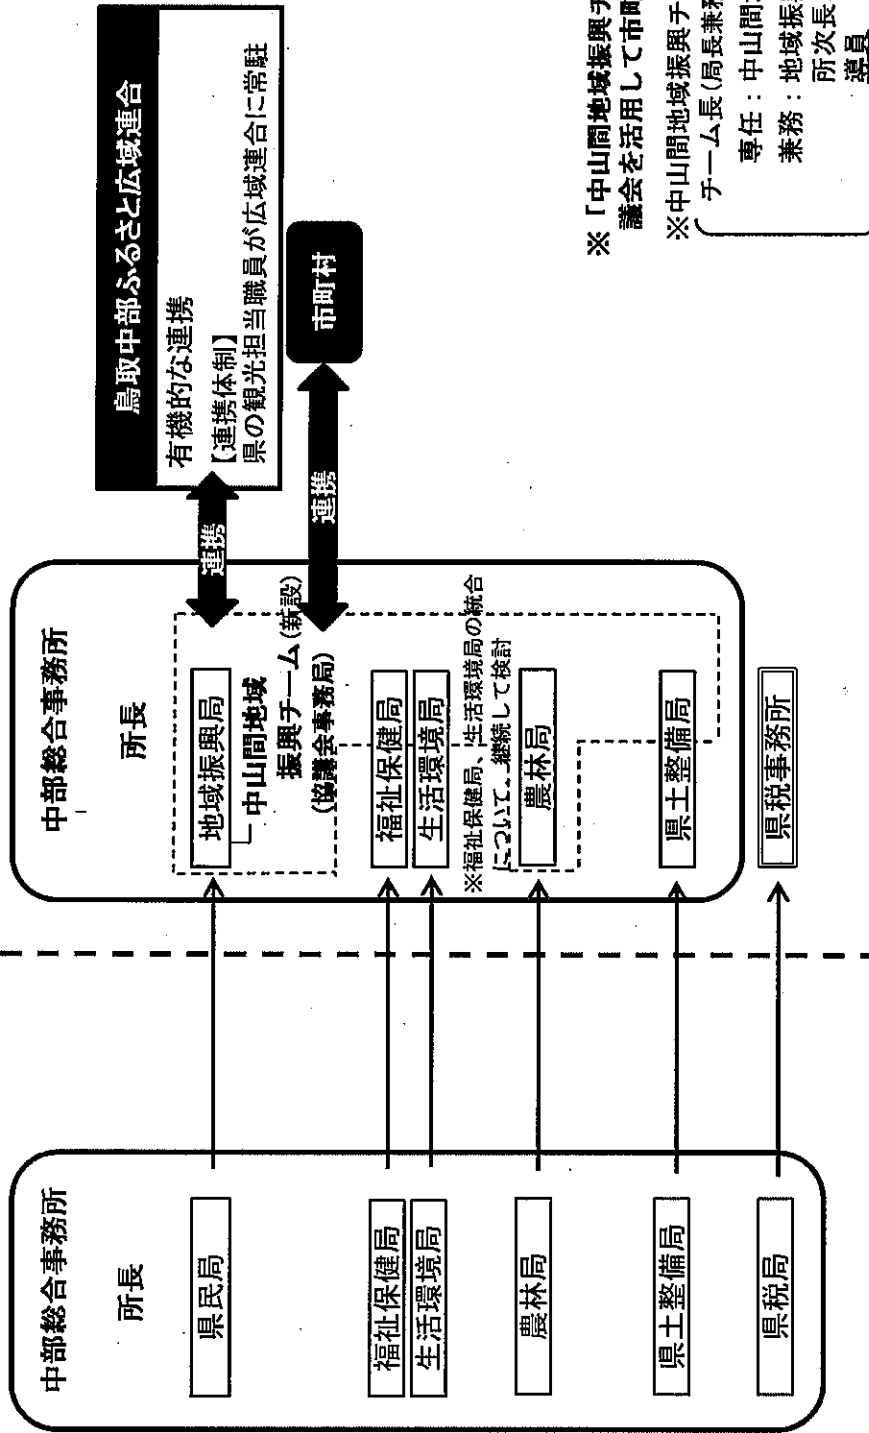 中部総合事務所
所長
県民局
福祉保健局
生活環境局
農林局
県土整備局
県税局
中部総合事務所
所長
地域振興局
中山間地域
振興チーム(新設)
(協議会事務局)
福祉保健局
生活環境局
※福祉保健局、生活環境局の統合
について、継続して検討
農林局
県土整備局
県税事務所
連携
連携
鳥取中部ふるさと広域連合
有機的な連携
【連携体制】
県の観光担当職員が広域連合に常駐
市町村
※「中山間地域振興チ
議会を活用して市町
※中山間地域振興チ
チーム長(局長兼務
専任:中山間
兼務:地域振
所次長
導員